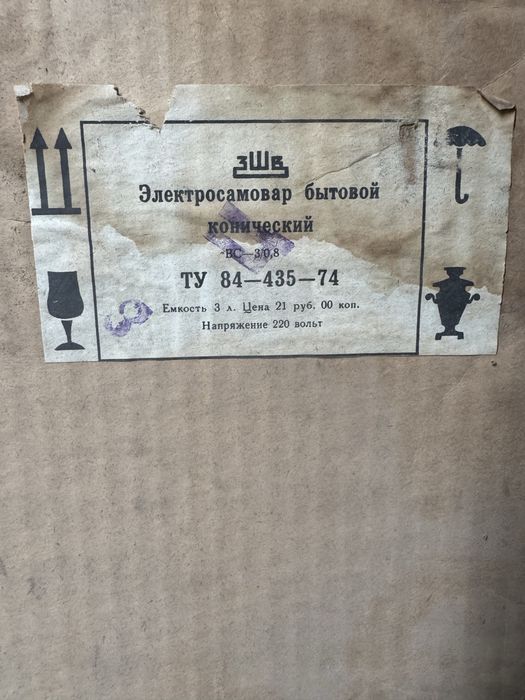 ЗШВ
Электросамовар бытовой
конический
ВС—3/0,8
ТУ 84—435—74
Емкость 3 л. Цена 21 руб. 00 коп.
Напряжение 220 вольт